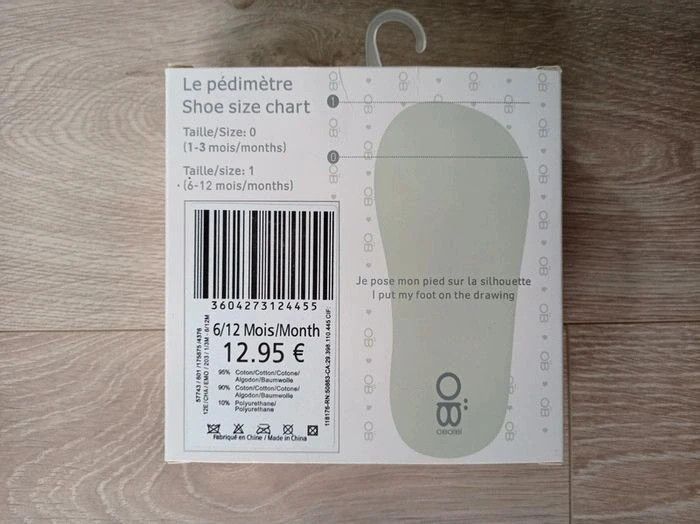 Le pédimètre
Shoe size chart
Taille/Size: 0
(1-3 mois/months)
Taille/size: 1
(6-12 mois/months)
1
0
Je pose mon pied sur la silhouette
I put my foot on the drawing
3604273124455
6/12 Mois/Month
12.95 €
95% Coton/Cotton/Cotone/
Algodon/Baumwolle
90% Coton/Cotton/Cotone/
Algodon/Baumwolle
10% Polyurethane/
Polyurethane
Fabriqué en Chine / Made in China
ÖB